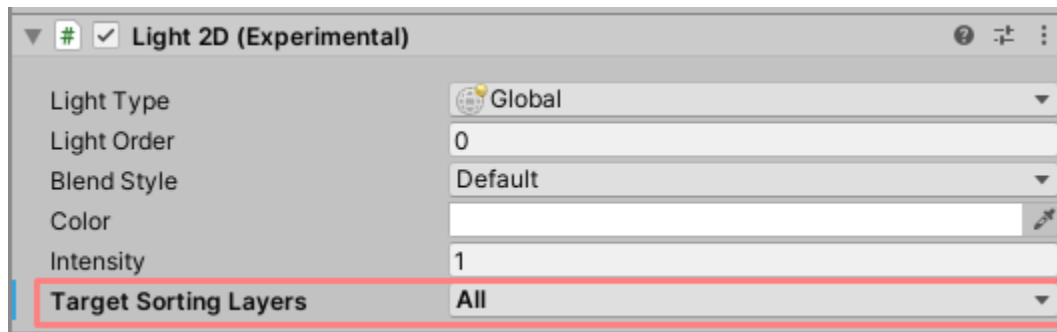 # Light 2D (Experimental)
Light Type Global
Light Order 0
Blend Style Default
Color
Intensity 1
Target Sorting Layers All